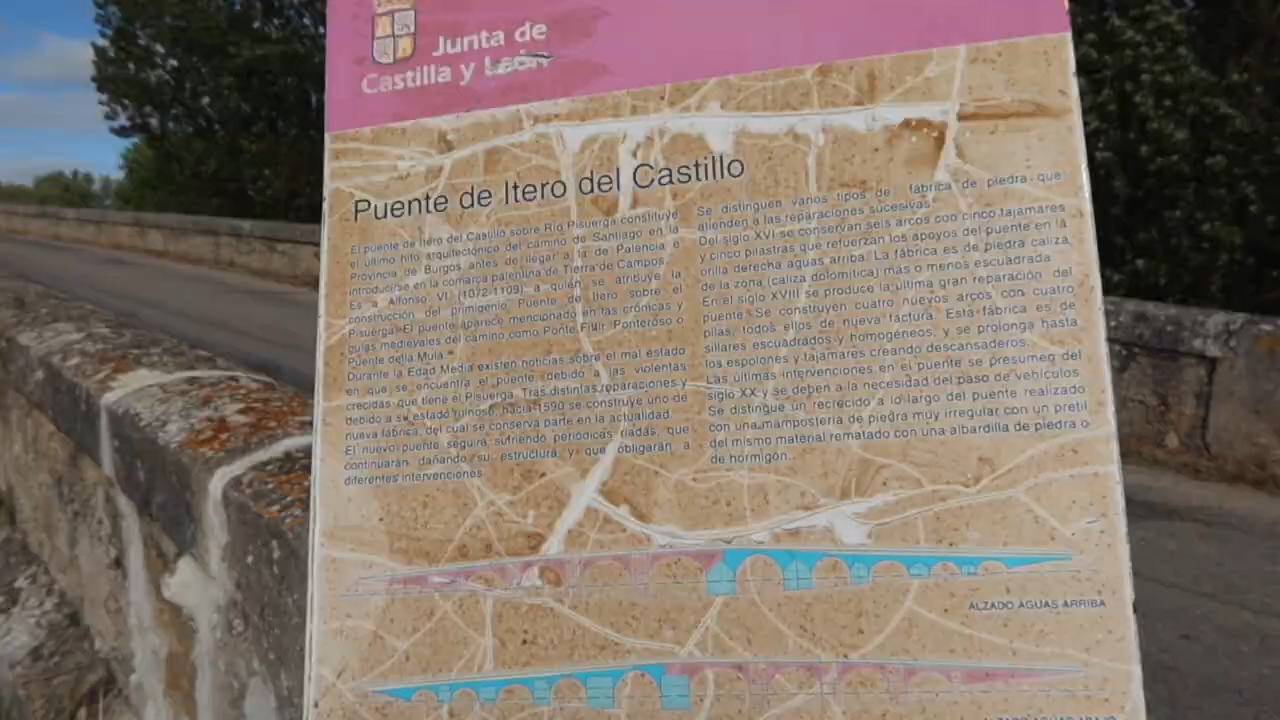 Junta de
Castilla y León
Puente de Itero del Castillo
El puente de Itero del Castillo sobre Río Pisuerga constituye
el último hito arquitectónico del camino de Santiago en la
Provincia de Burgos antes de llegar a la de Palencia e
introducirse en la comarca palentina de Tierra de Campos.
Es a Alfonso VI (1072-1109) a quien se atribuye la
construcción del primigenio Puente de Itero sobre el
Pisuerga. El puente aparece mencionado en las crónicas y
guías medievales del camino como Ponte Fiuir, Ponteroso o
Puente de la Mula.
Durante la Edad Media existen noticias sobre el mal estado
en que se encuentra el puente debido a las violentas
crecidas que tiene el Pisuerga. Tras distintas reparaciones y
debido a su estado ruinoso, hacia 1590 se construye uno de
nueva fábrica, del cual se conserva parte en la actualidad.
El nuevo puente seguirá sufriendo periódicas riadas, que
continuarán dañando su estructura y que obligarán a
diferentes intervenciones.
Se distinguen varios tipos de fábrica de piedra que
atienden a las reparaciones sucesivas.
Del siglo XVI se conservan seis arcos con cinco tajamares
y cinco pilastras que refuerzan los apoyos del puente en la
orilla derecha aguas arriba. La fábrica es de piedra caliza
de la zona (caliza dolomítica) más o menos escuadrada.
En el siglo XVIII se produce la última gran reparación del
puente. Se construyen cuatro nuevos arcos con cuatro
pilas, todos ellos de nueva factura. Esta fábrica es de
sillares escuadrados y homogéneos, y se prolonga hasta
los espolones y tajamares creando descansaderos.
Las últimas intervenciones en el puente se presumen del
siglo XX y se deben a la necesidad del paso de vehículos.
Se distingue un recrecido a lo largo del puente realizado
con una mampostería de piedra muy irregular con un pretil
del mismo material rematado con una albardilla de piedra o
de hormigón.
ALZADO AGUAS ARRIBA
ALZADO AGUAS ABAJO